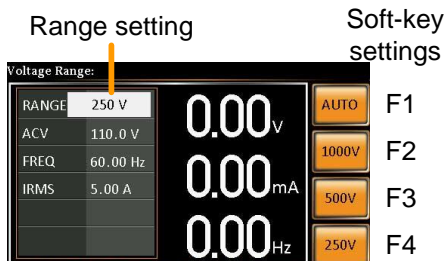 Range setting
Soft-key
settings
Voltage Range:
RANGE 250 V
ACV 110.0 V
FREQ 60.00 Hz
IRMS 5.00 A
0.00V
0.00mA
0.00Hz
AUTO F1
1000V F2
500V F3
250V F4